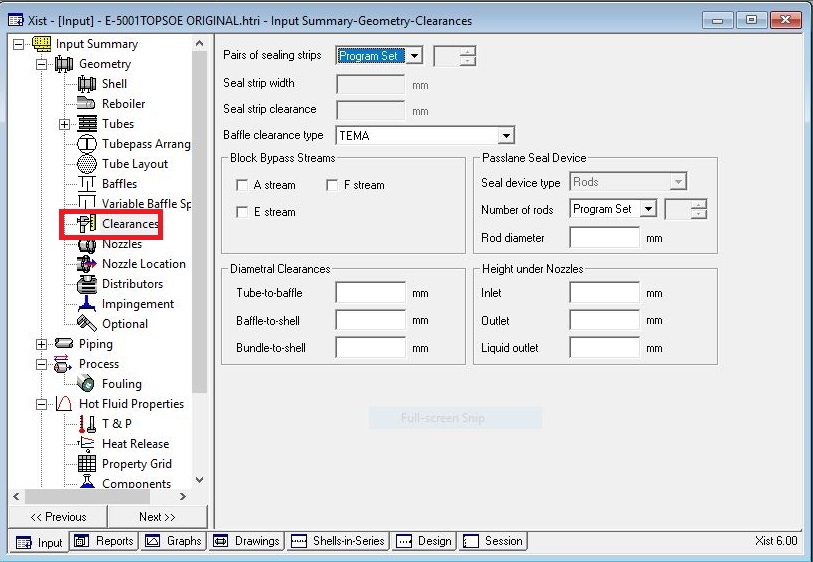 Xist - [Input] - E-5001TOPSOE ORIGINAL.htri - Input Summary-Geometry-Clearances
Input Summary
Geometry
Shell
Reboiler
Tubes
Tubepass Arrang
Tube Layout
Baffles
Variable Baffle Sp
Clearances
Nozzles
Nozzle Location
Distributors
Impingement
Optional
Piping
Process
Fouling
Hot Fluid Properties
T & P
Heat Release
Property Grid
Components
<< Previous
Next >>
Pairs of sealing strips Program Set
Seal strip width mm
Seal strip clearance mm
Baffle clearance type TEMA
Block Bypass Streams
A stream F stream
E stream
Passlane Seal Device
Seal device type Rods
Number of rods Program Set
Rod diameter mm
Diametral Clearances
Tube-to-baffle mm
Baffle-to-shell mm
Bundle-to-shell mm
Height under Nozzles
Inlet mm
Outlet mm
Liquid outlet mm
Full-screen Snip
Input Reports Graphs Drawings Shells-in-Series Design Session Xist 6.00